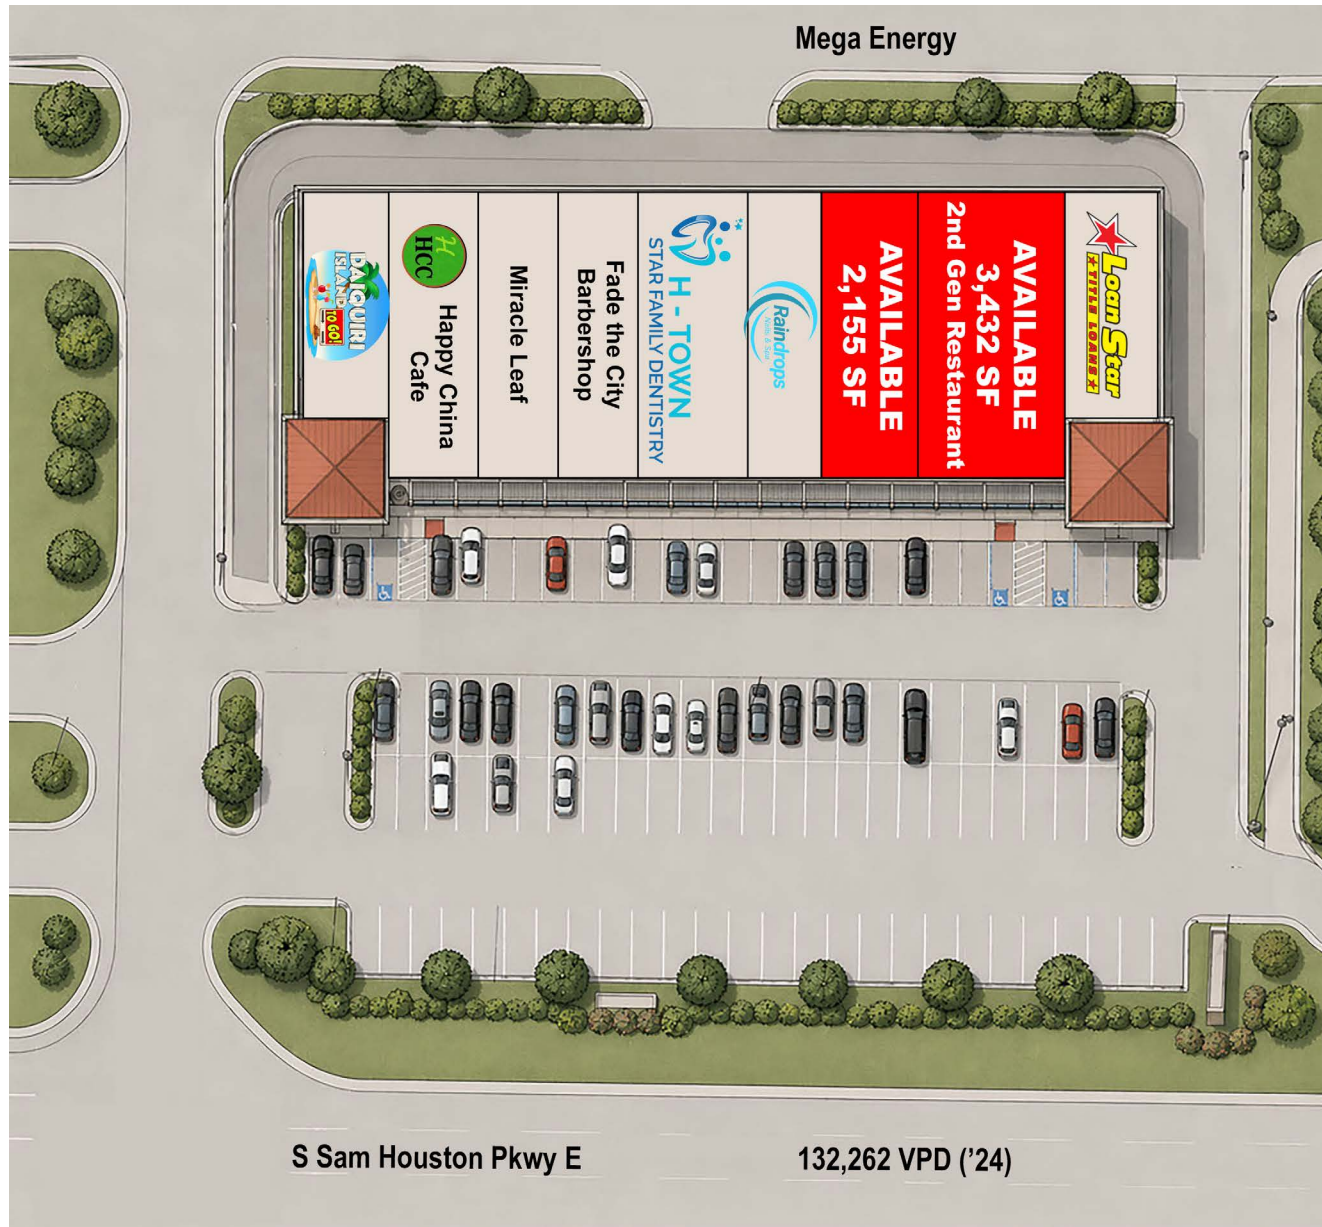 Mega Energy
DAIQUIRI
ISLAND
TO GO!
H
HCC
Happy China
Cafe
Miracle Leaf
Fade the City
Barbershop
H - TOWN
STAR FAMILY DENTISTRY
Raindrops
Nails & Spa
AVAILABLE
2,155 SF
AVAILABLE
3,432 SF
2nd Gen Restaurant
Loan Star
TITLE LOANS
S Sam Houston Pkwy E
132,262 VPD (’24)